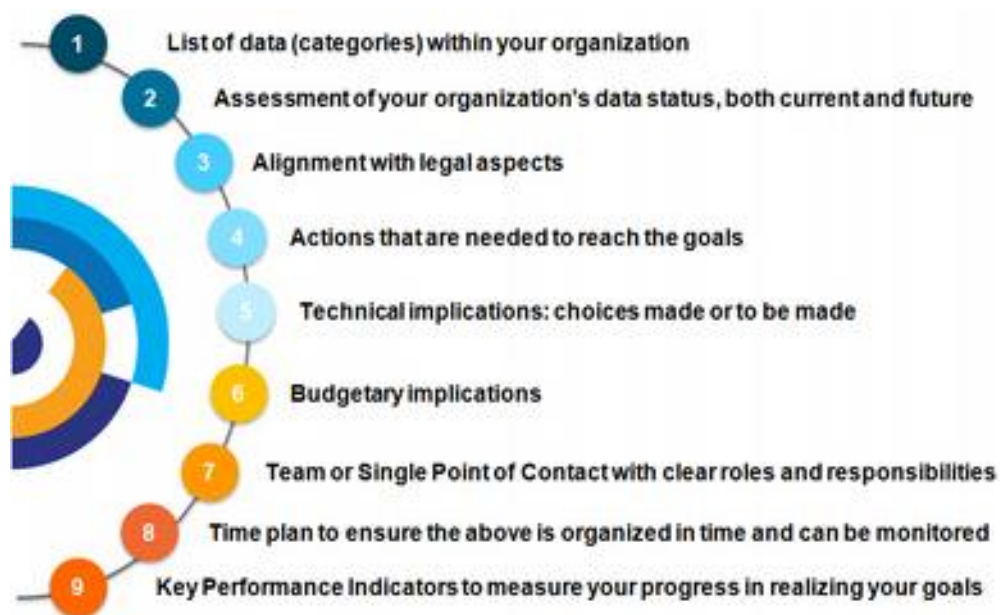 1 List of data (categories) within your organization
2 Assessment of your organization's data status, both current and future
3 Alignment with legal aspects
4 Actions that are needed to reach the goals
5 Technical implications: choices made or to be made
6 Budgetary implications
7 Team or Single Point of Contact with clear roles and responsibilities
8 Time plan to ensure the above is organized in time and can be monitored
9 Key Performance Indicators to measure your progress in realizing your goals